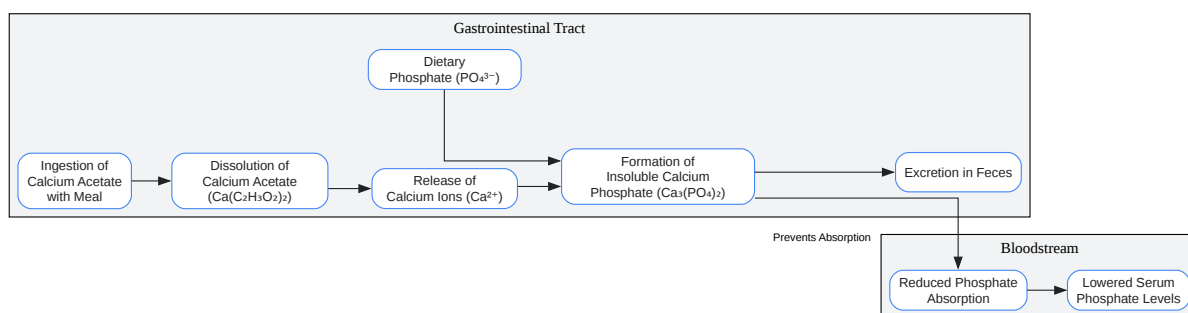 Gastrointestinal Tract
Dietary
Phosphate (PO₄³⁻)
Ingestion of
Calcium Acetate
with Meal
Dissolution of
Calcium Acetate
(Ca(C₂H₃O₂)₂)
Release of
Calcium Ions (Ca²⁺)
Formation of
Insoluble Calcium
Phosphate (Ca₃(PO₄)₂)
Excretion in Feces
Prevents Absorption
Bloodstream
Reduced Phosphate
Absorption
Lowered Serum
Phosphate Levels